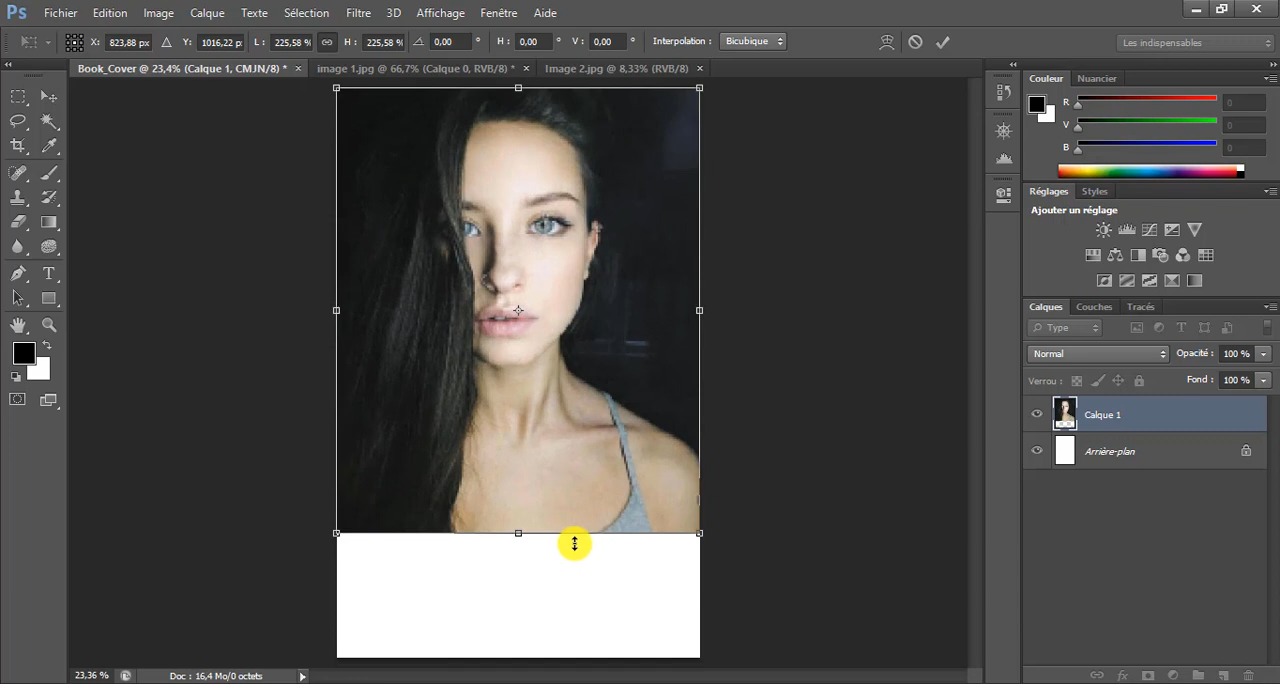 Ps Fichier Edition Image Calque Texte Sélection Filtre 3D Affichage Fenêtre Aide
X: 823,88 px Y: 1016,22 p: L: 225,58 % H: 225,58 % 0,00 ° H: 0,00 ° V: 0,00 ° Interpolation : Bicubique Les indispensables
Book_Cover @ 23,4% (Calque 1, CMJN/8) * × image 1.jpg @ 66,7% (Calque 0, RVB/8) * × Image 2.jpg @ 8,33% (RVB/8) ×
Couleur Nuancier
R 0
V 0
B 0
Réglages Styles
Ajouter un réglage
Calques Couches Tracés
Type
Normal Opacité : 100 %
Verrou : Fond : 100 %
Calque 1
Arrière-plan
23,36 % Doc : 16,4 Mo/0 octets